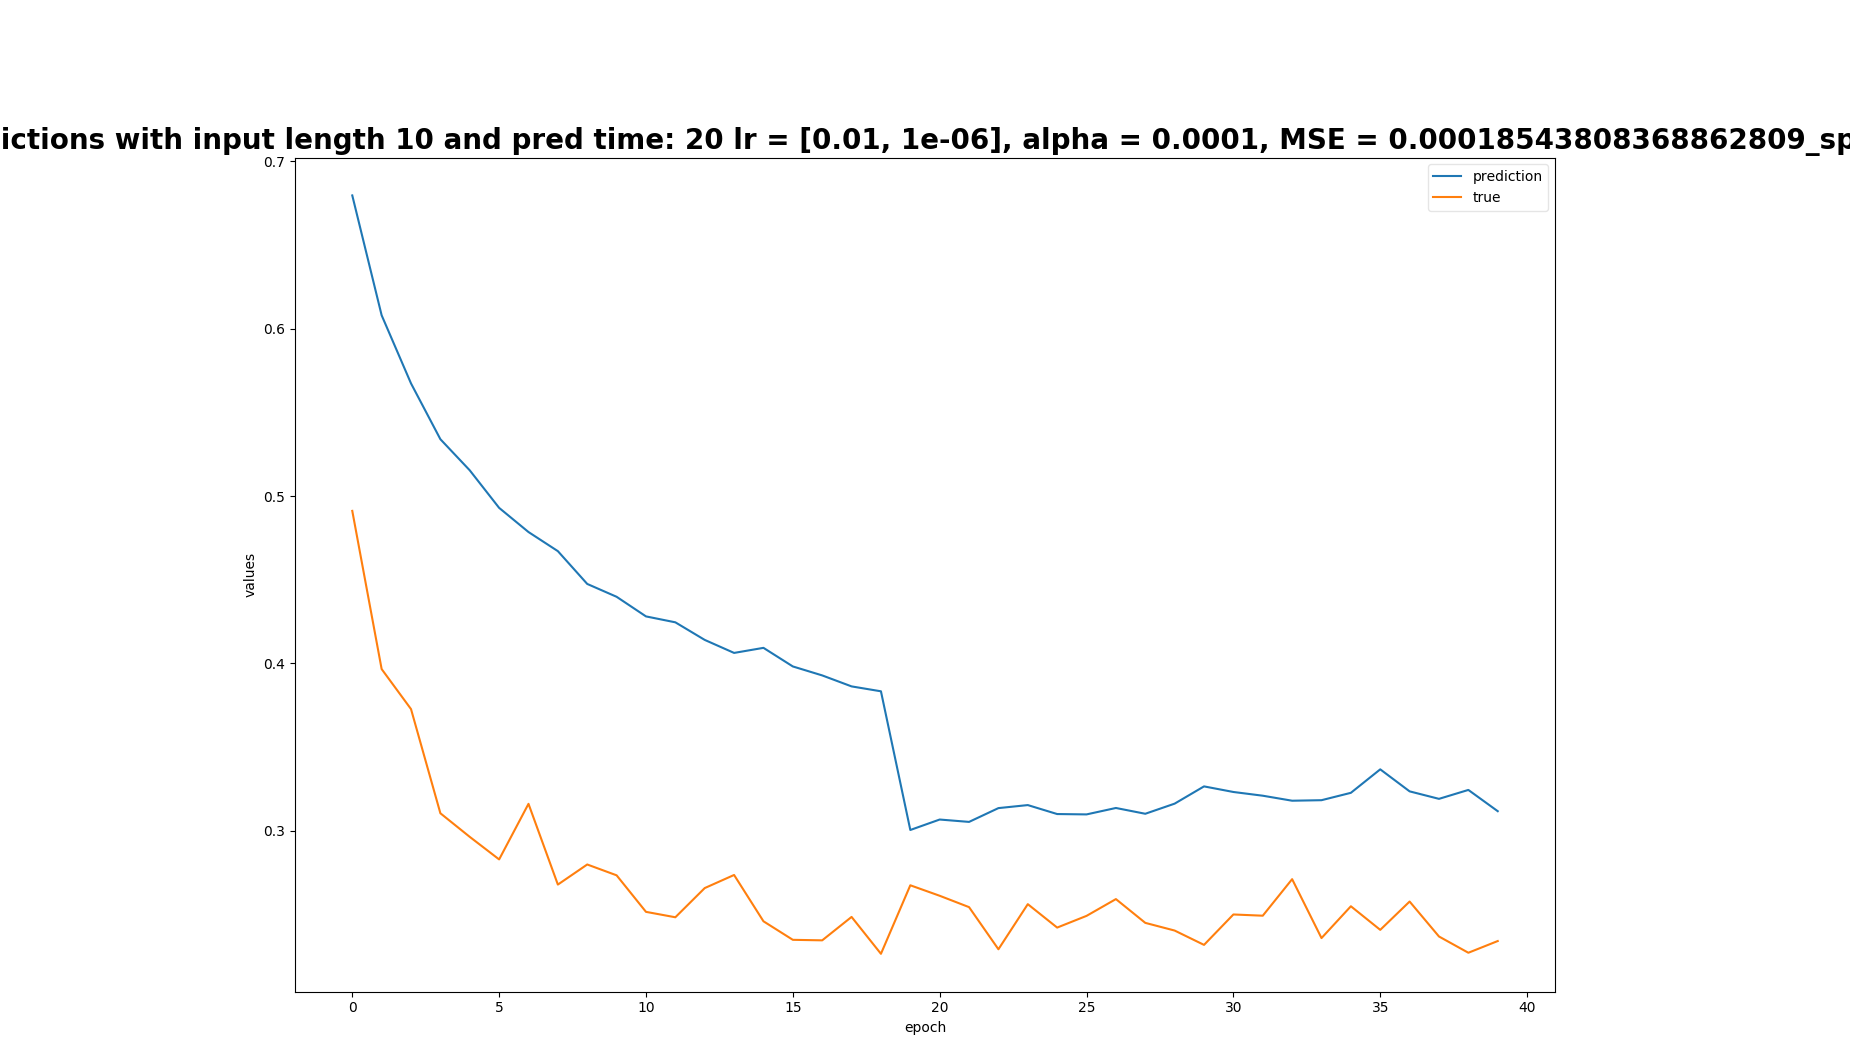 ictions with input length 10 and pred time: 20 lr = [0.01, 1e-06], alpha = 0.0001, MSE = 0.00018543808368862809_sp
prediction
true
0.7
0.6
0.5
0.4
0.3
values
0 5 10 15 20 25 30 35 40
epoch